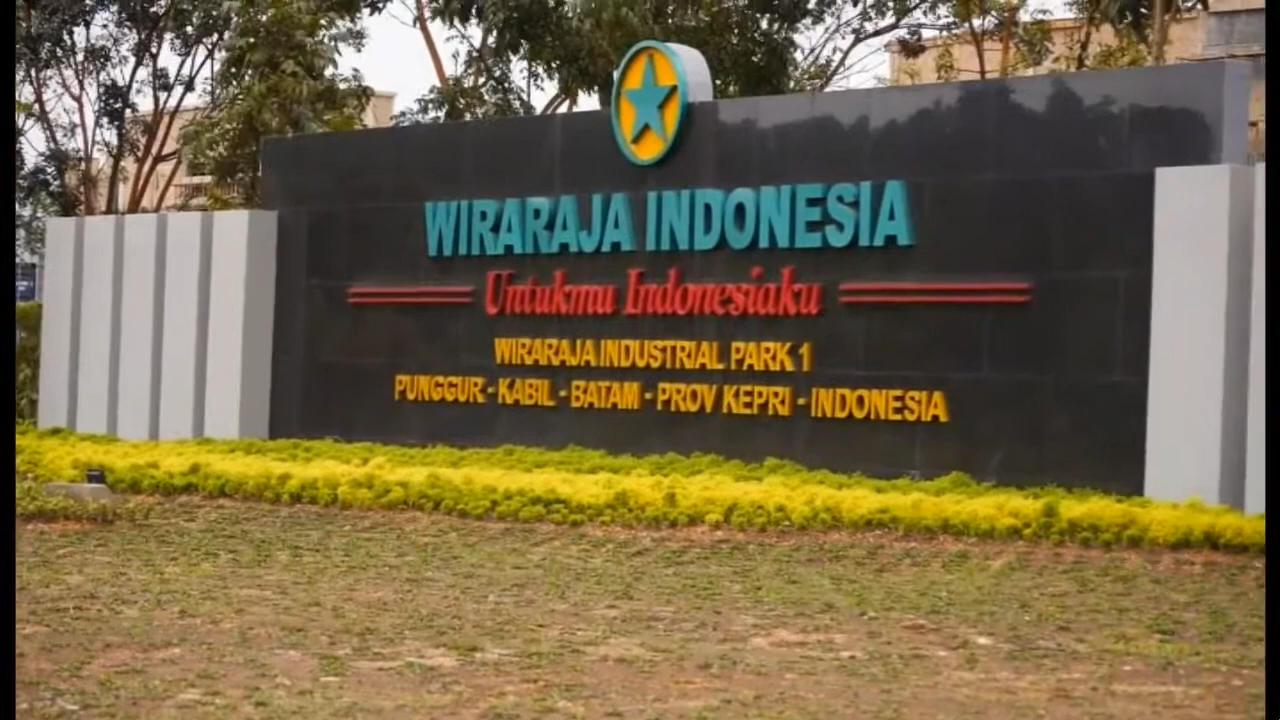 WIRARAJA INDONESIA
Untukmu Indonesiaku
WIRARAJA INDUSTRIAL PARK 1
PUNGGUR - KABIL - BATAM - PROV KEPRI - INDONESIA